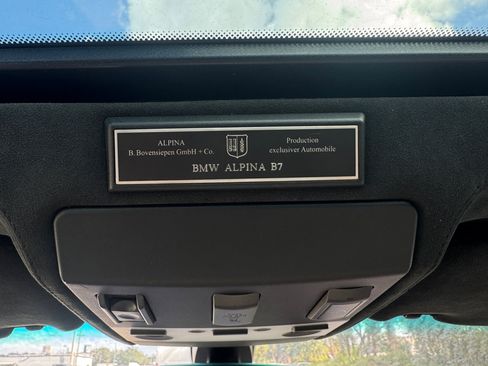 ALPINA
B. Bovensiepen GmbH + Co.
Production
exclusiver Automobile
BMW ALPINA B7